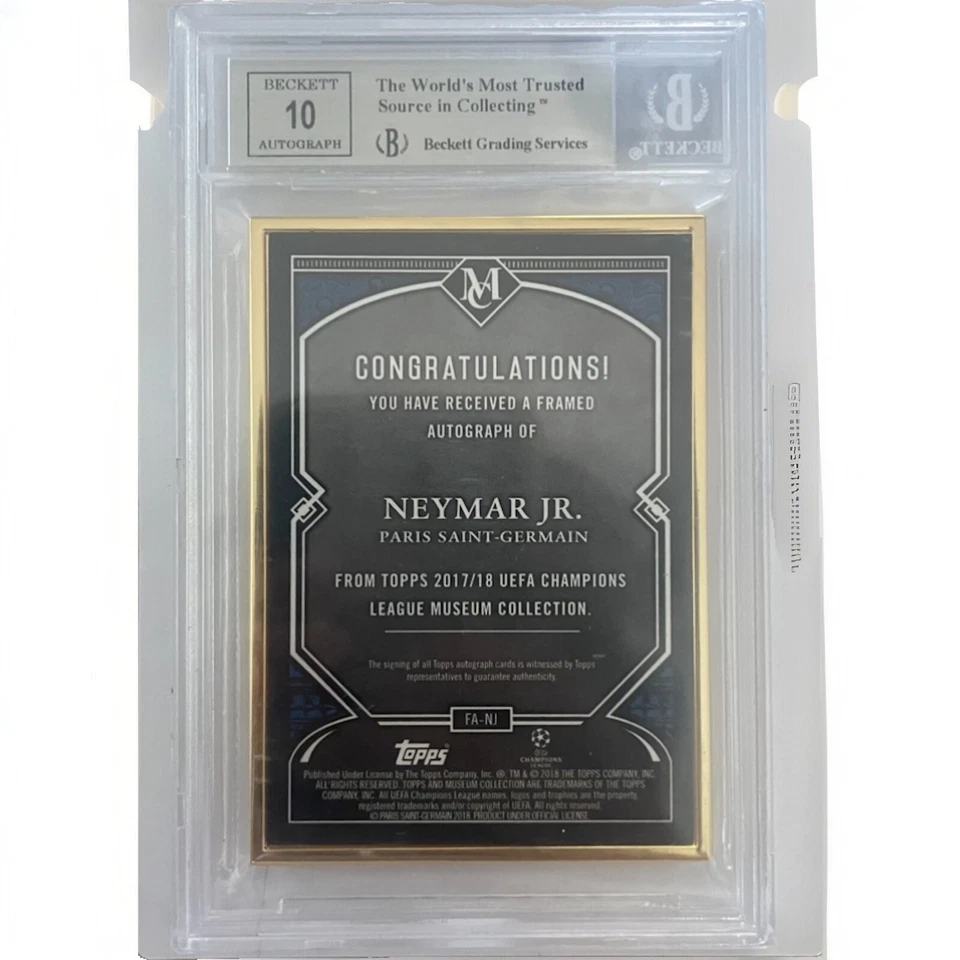 BECKETT
10
AUTOGRAPH
The World's Most Trusted
Source in Collecting™
B Beckett Grading Services
B
BECKETT®
MC
CONGRATULATIONS!
YOU HAVE RECEIVED A FRAMED
AUTOGRAPH OF
NEYMAR JR.
PARIS SAINT-GERMAIN
FROM TOPPS 2017/18 UEFA CHAMPIONS
LEAGUE MUSEUM COLLECTION.
The signing of all Topps autograph cards is witnessed by Topps
representatives to guarantee authenticity.
FA-NJ
Topps®
CHAMPIONS
LEAGUE
Published Under License by The Topps Company, Inc. ®, TM & © 2018 THE TOPPS COMPANY, INC.
ALL RIGHTS RESERVED. TOPPS AND MUSEUM COLLECTION ARE TRADEMARKS OF THE TOPPS
COMPANY, INC. All UEFA Champions League names, logos and trophies are the property,
registered trademarks and/or copyright of UEFA. All rights reserved.
© PARIS SAINT-GERMAIN 2018. PRODUCT UNDER OFFICIAL LICENSE